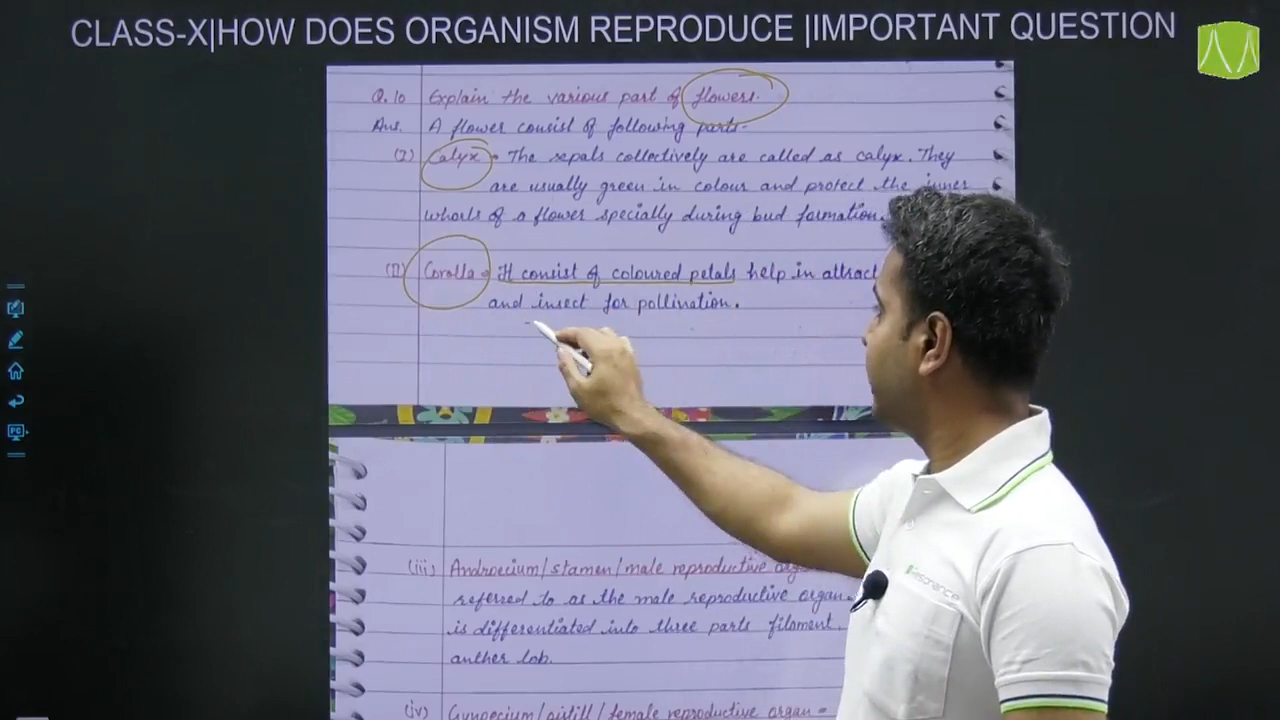 CLASS-X|HOW DOES ORGANISM REPRODUCE |IMPORTANT QUESTION
Q.10 Explain the various part of flowers.
Ans. A flower consist of following parts-
(I) Calyx - The sepals collectively are called as calyx. They
are usually green in colour and protect the inner
whorls of a flower specially during bud formation.
(II) Corolla - It consist of coloured petals help in attract
and insect for pollination.
(iii) Androecium/stamen/male reproductive
referred to as the male reproductive organ.
is differentiated into three parts filament,
anther lob.
(iv) Gynoecium/pistill/female reproductive organ -
PC